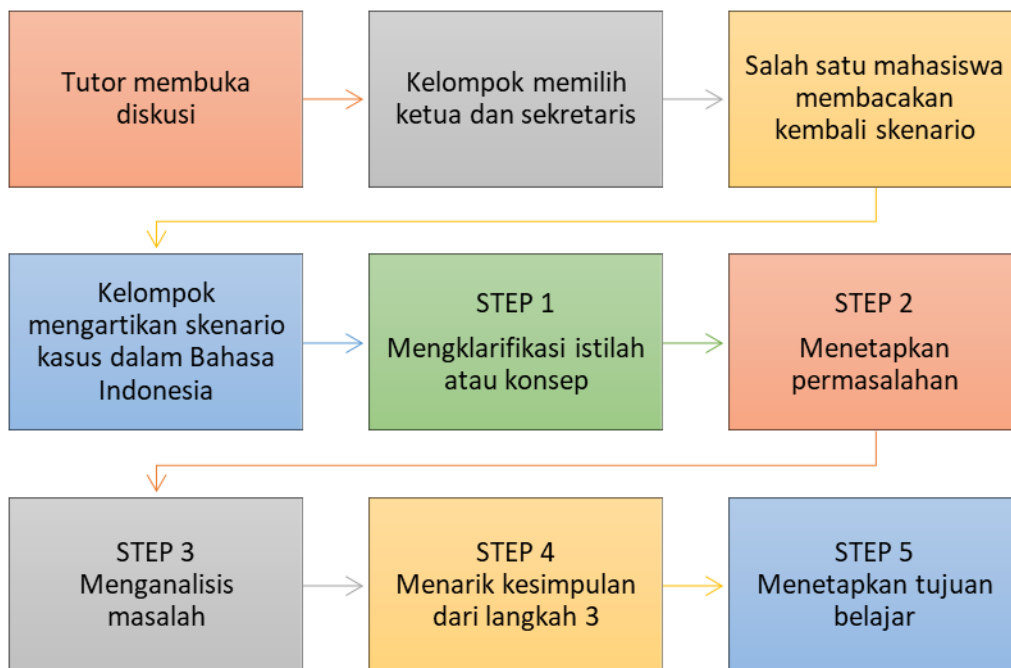 Tutor membuka
diskusi
Kelompok memilih
ketua dan sekretaris
Salah satu mahasiswa
membacakan
kembali skenario
Kelompok
mengartikan skenario
kasus dalam Bahasa
Indonesia
STEP 1
Mengklarifikasi istilah
atau konsep
STEP 2
Menetapkan
permasalahan
STEP 3
Menganalisis
masalah
STEP 4
Menarik kesimpulan
dari langkah 3
STEP 5
Menetapkan tujuan
belajar